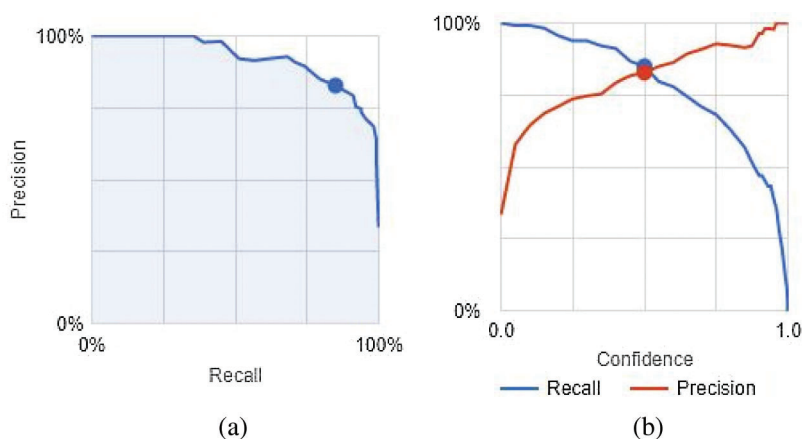 100%
Precision
0%
0%
100%
Recall
(a)
100%
0%
0.0
1.0
Confidence
Recall
Precision
(b)